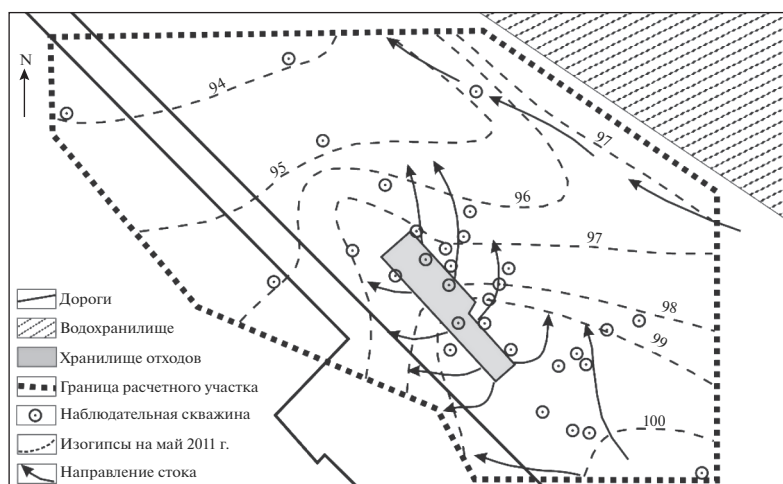 N
94
95
96
97
97
98
99
100
Дороги
Водохранилище
Хранилище отходов
Граница расчетного участка
Наблюдательная скважина
Изогипсы на май 2011 г.
Направление стока